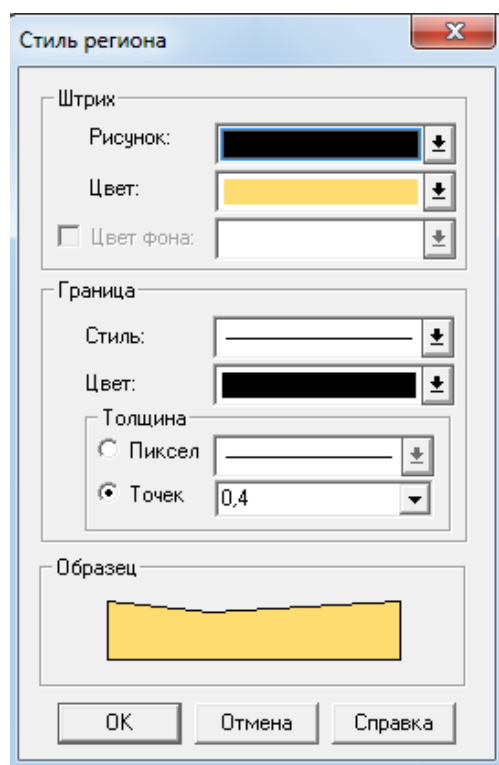 Стиль региона
Штрих
Рисунок:
Цвет:
Цвет фона:
Граница
Стиль:
Цвет:
Толщина
Пиксел
Точек 0,4
Образец
OK Отмена Справка